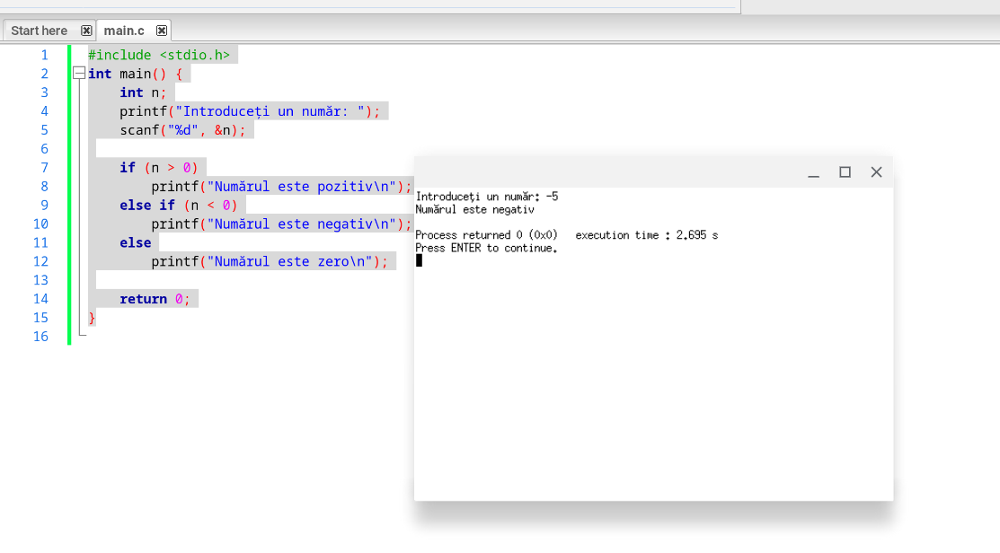 Start here
main.c
1 #include <stdio.h>
2 int main() {
3 int n;
4 printf("Introduceți un număr: ");
5 scanf("%d", &n);
6
7 if (n > 0)
8 printf("Numărul este pozitiv\n");
9 else if (n < 0)
10 printf("Numărul este negativ\n");
11 else
12 printf("Numărul este zero\n");
13
14 return 0;
15 }
16
Introduceți un număr: -5
Numărul este negativ
Process returned 0 (0x0) execution time : 2.695 s
Press ENTER to continue.